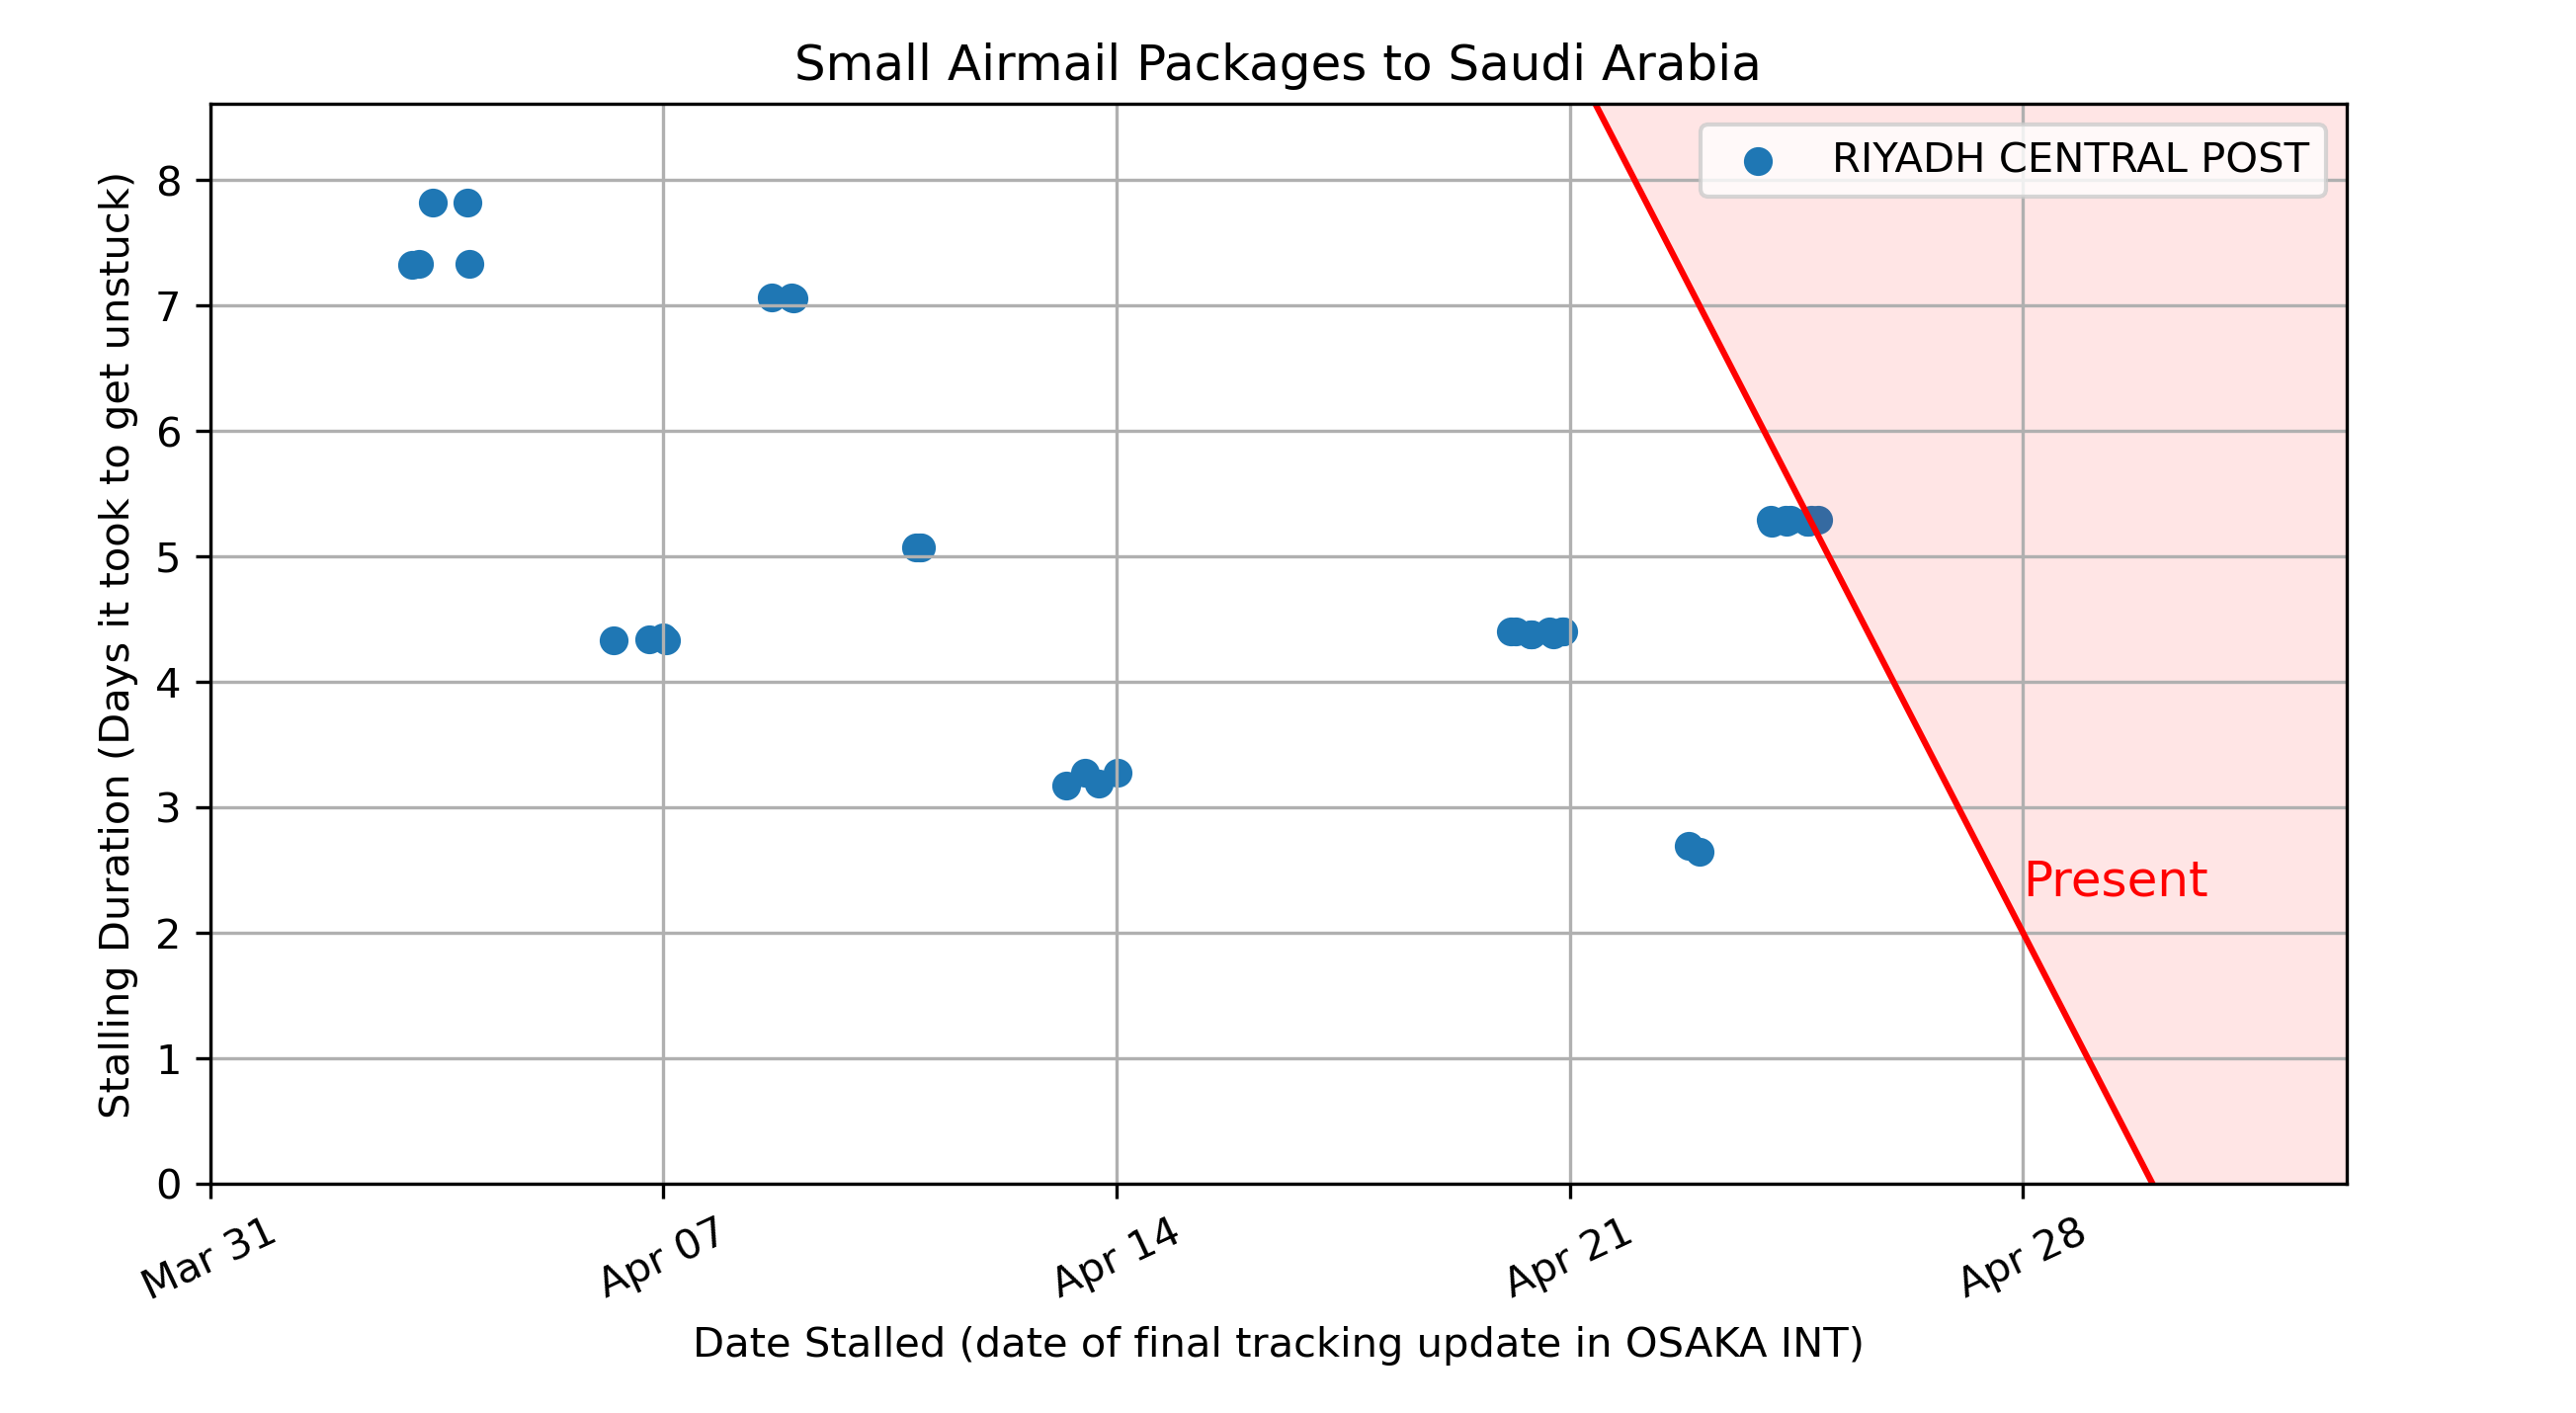 Small Airmail Packages to Saudi Arabia
RIYADH CENTRAL POST
Stalling Duration (Days it took to get unstuck)
8
7
6
5
4
3
2
1
0
Present
Mar 31
Apr 07
Apr 14
Apr 21
Apr 28
Date Stalled (date of final tracking update in OSAKA INT)